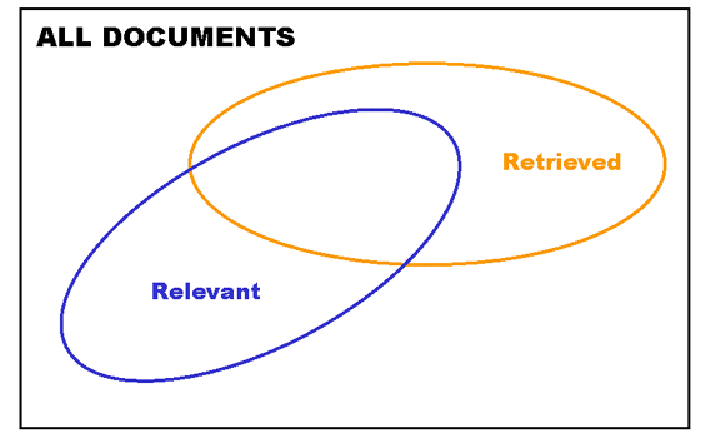 ALL DOCUMENTS
Retrieved
Relevant